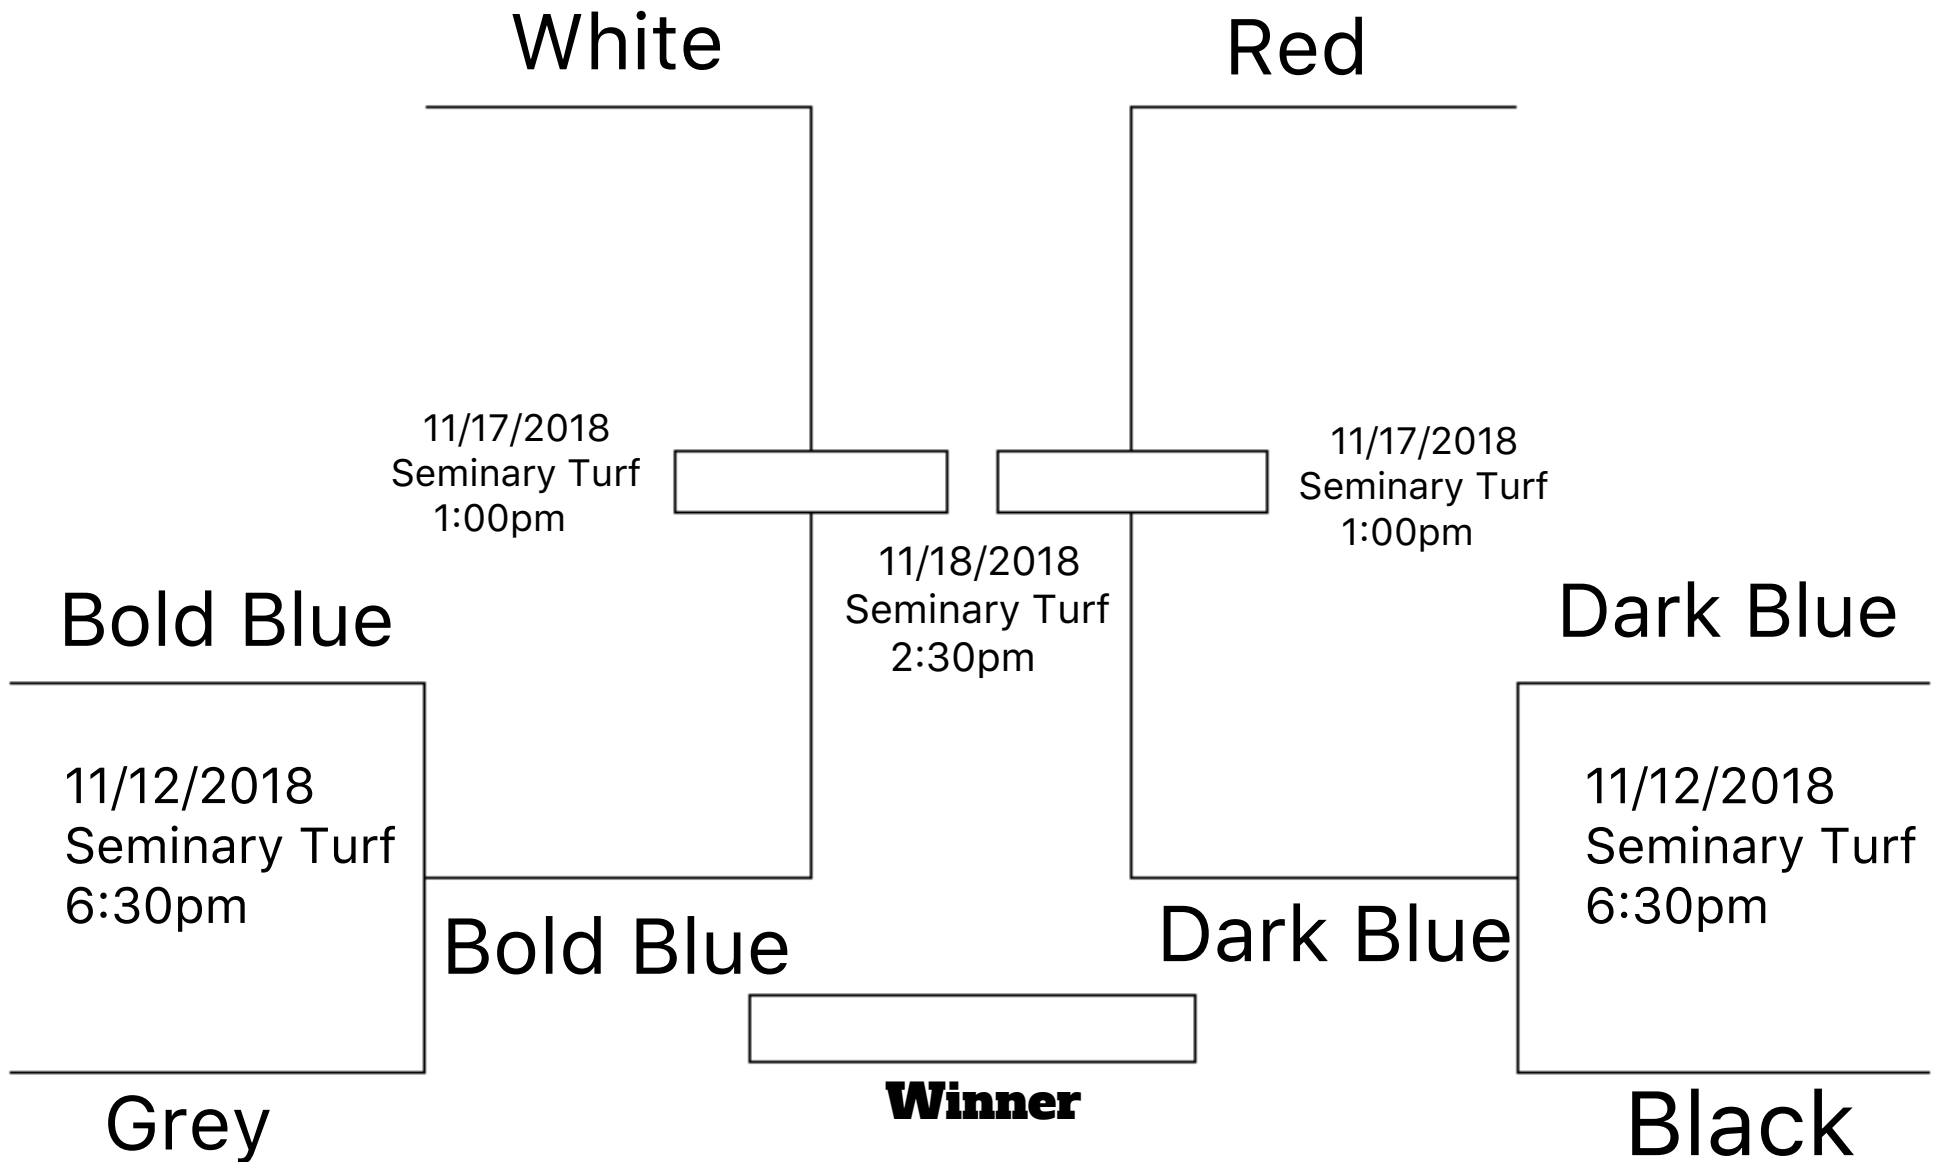 White
Red
11/17/2018
Seminary Turf
1:00pm
11/17/2018
Seminary Turf
1:00pm
11/18/2018
Seminary Turf
2:30pm
Bold Blue
Dark Blue
11/12/2018
Seminary Turf
6:30pm
11/12/2018
Seminary Turf
6:30pm
Bold Blue
Dark Blue
Winner
Grey
Black